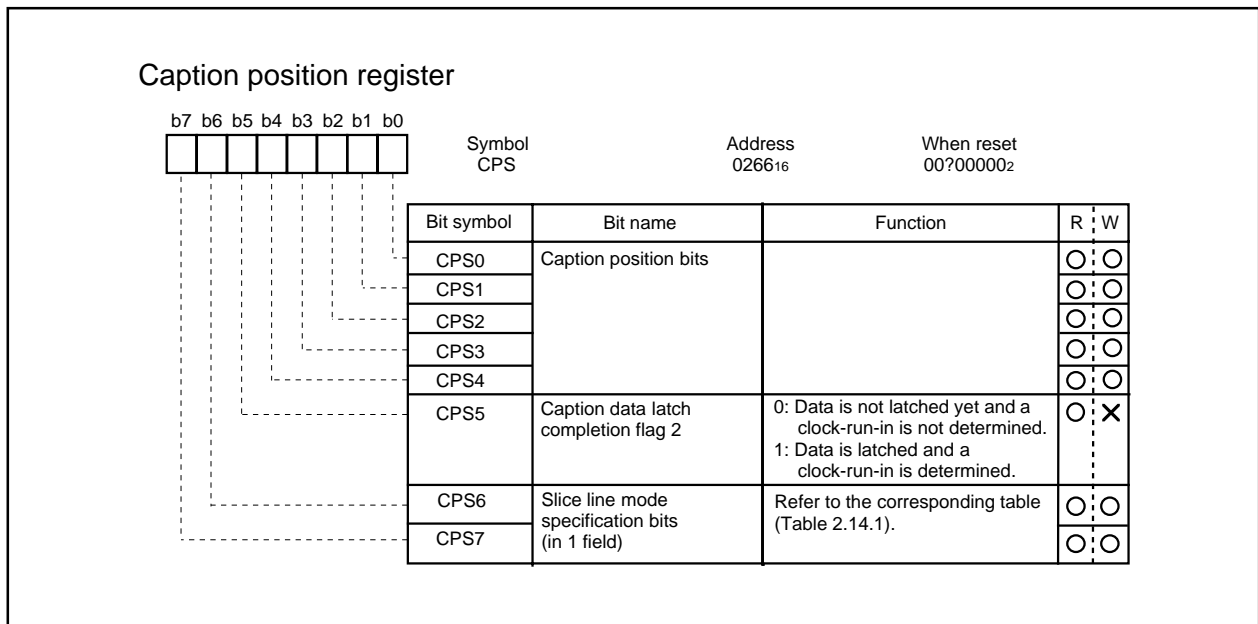 Caption position register
b7 b6 b5 b4 b3 b2 b1 b0
Symbol Address When reset
CPS 026616 00?000002
Bit symbol Bit name Function R W
CPS0 Caption position bits
CPS1
CPS2
CPS3
CPS4
CPS5 Caption data latch 0: Data is not latched yet and a
completion flag 2 clock-run-in is not determined.
1: Data is latched and a
clock-run-in is determined.
CPS6 Slice line mode Refer to the corresponding table
specification bits (Table 2.14.1).
CPS7 (in 1 field)